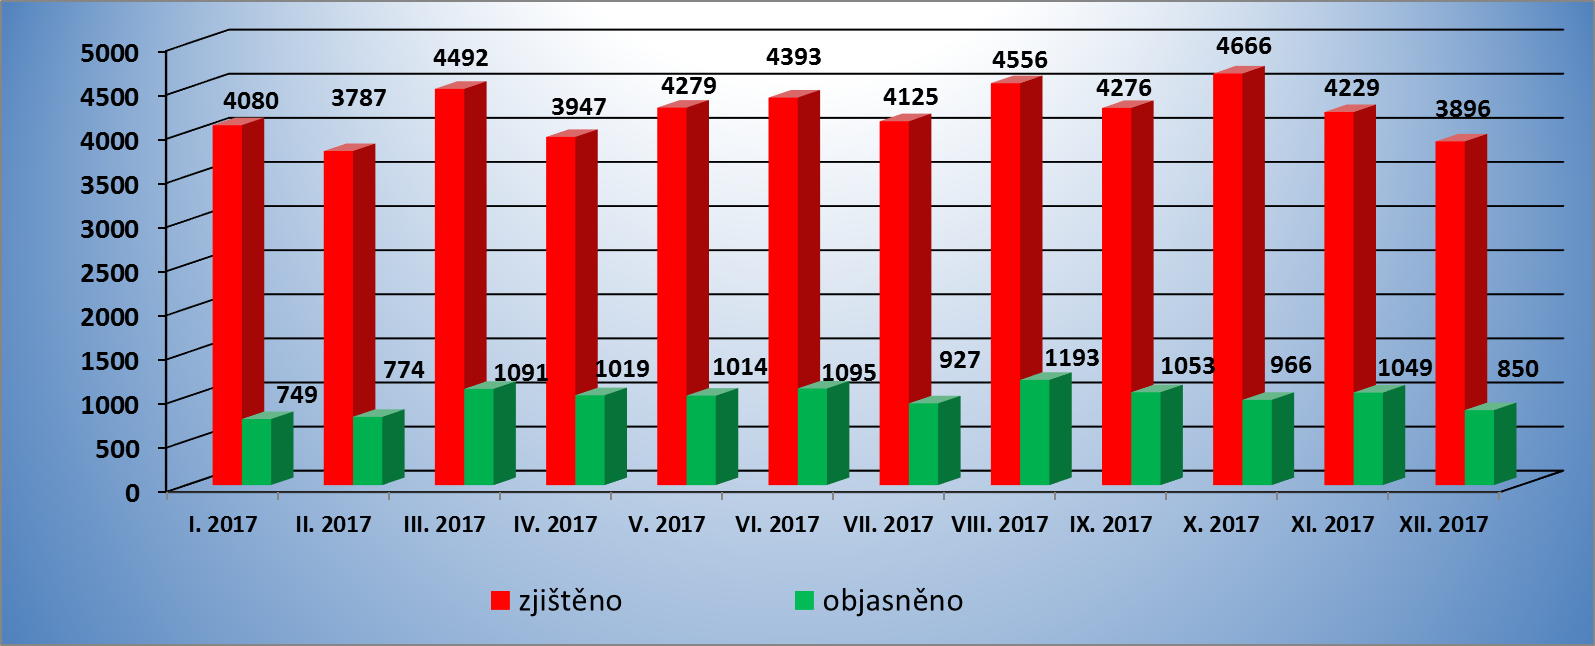 5000
4500
4000
3500
3000
2500
2000
1500
1000
500
0
4080
3787
4492
3947
4279
4393
4125
4556
4276
4666
4229
3896
749
774
1091
1019
1014
1095
927
1193
1053
966
1049
850
I. 2017
II. 2017
III. 2017
IV. 2017
V. 2017
VI. 2017
VII. 2017
VIII. 2017
IX. 2017
X. 2017
XI. 2017
XII. 2017
zjištěno
objasněno